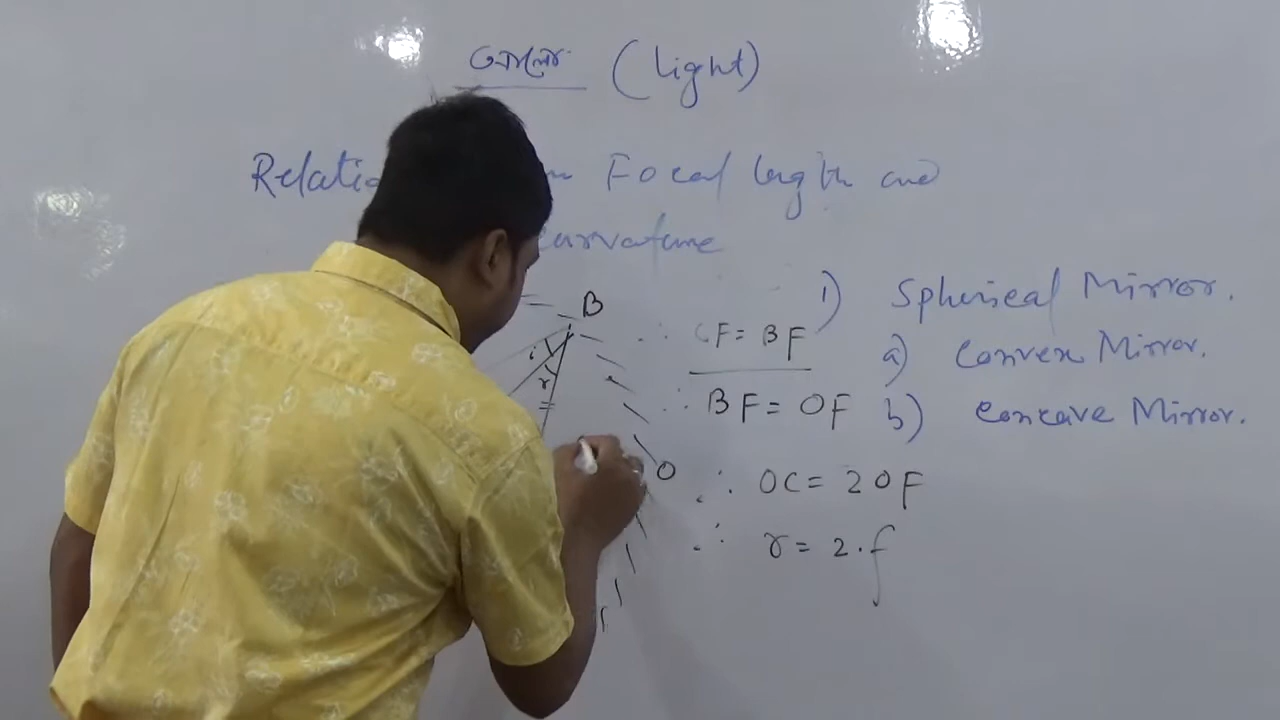 আলো (Light)
Relatio Focal length and
curvature
B
i
r
O
1) Spherical Mirror.
a) Convex Mirror.
b) Concave Mirror.
∴ CF = BF
∴ BF = OF
∴ OC = 2OF
∴ r = 2.f